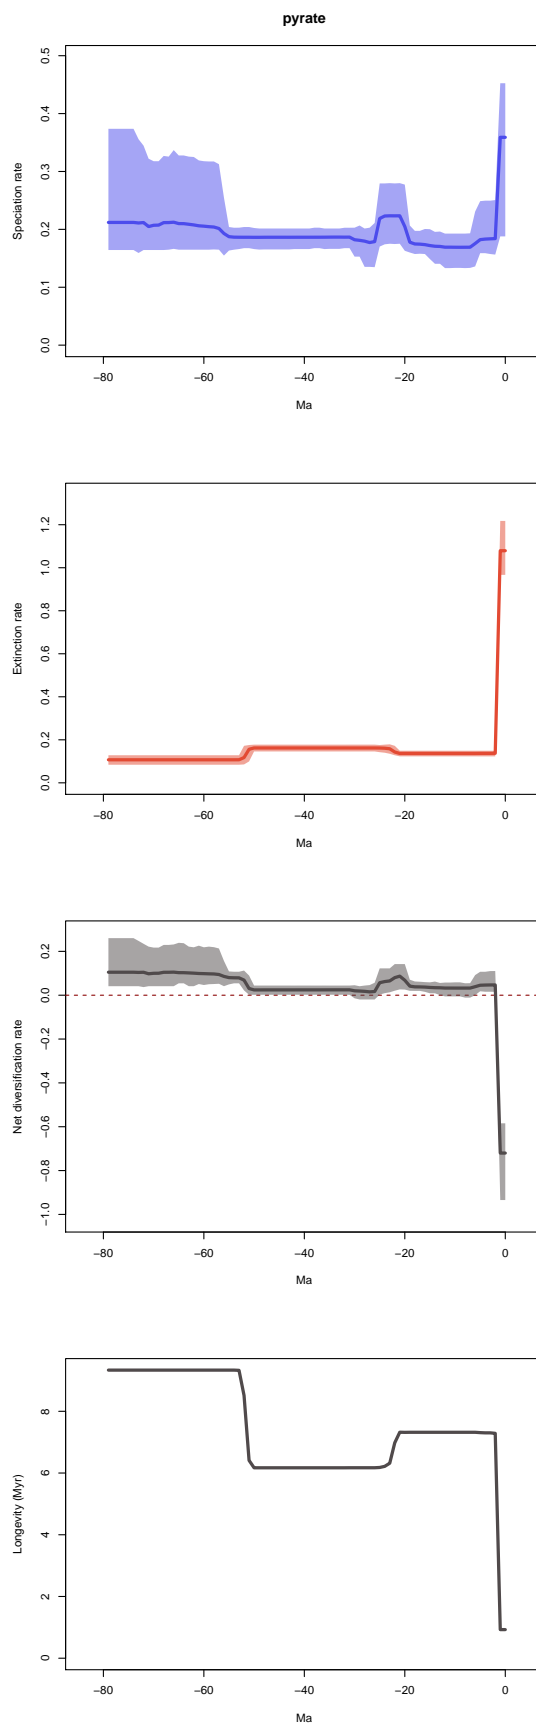 pyrate
Speciation rate
0.0 0.1 0.2 0.3 0.4 0.5
−80 −60 −40 −20 0
Ma
Extinction rate
0.0 0.2 0.4 0.6 0.8 1.0 1.2
−80 −60 −40 −20 0
Ma
Net diversification rate
−1.0 −0.8 −0.6 −0.4 −0.2 0.0 0.2
−80 −60 −40 −20 0
Ma
Longevity (Myr)
0 2 4 6 8
−80 −60 −40 −20 0
Ma